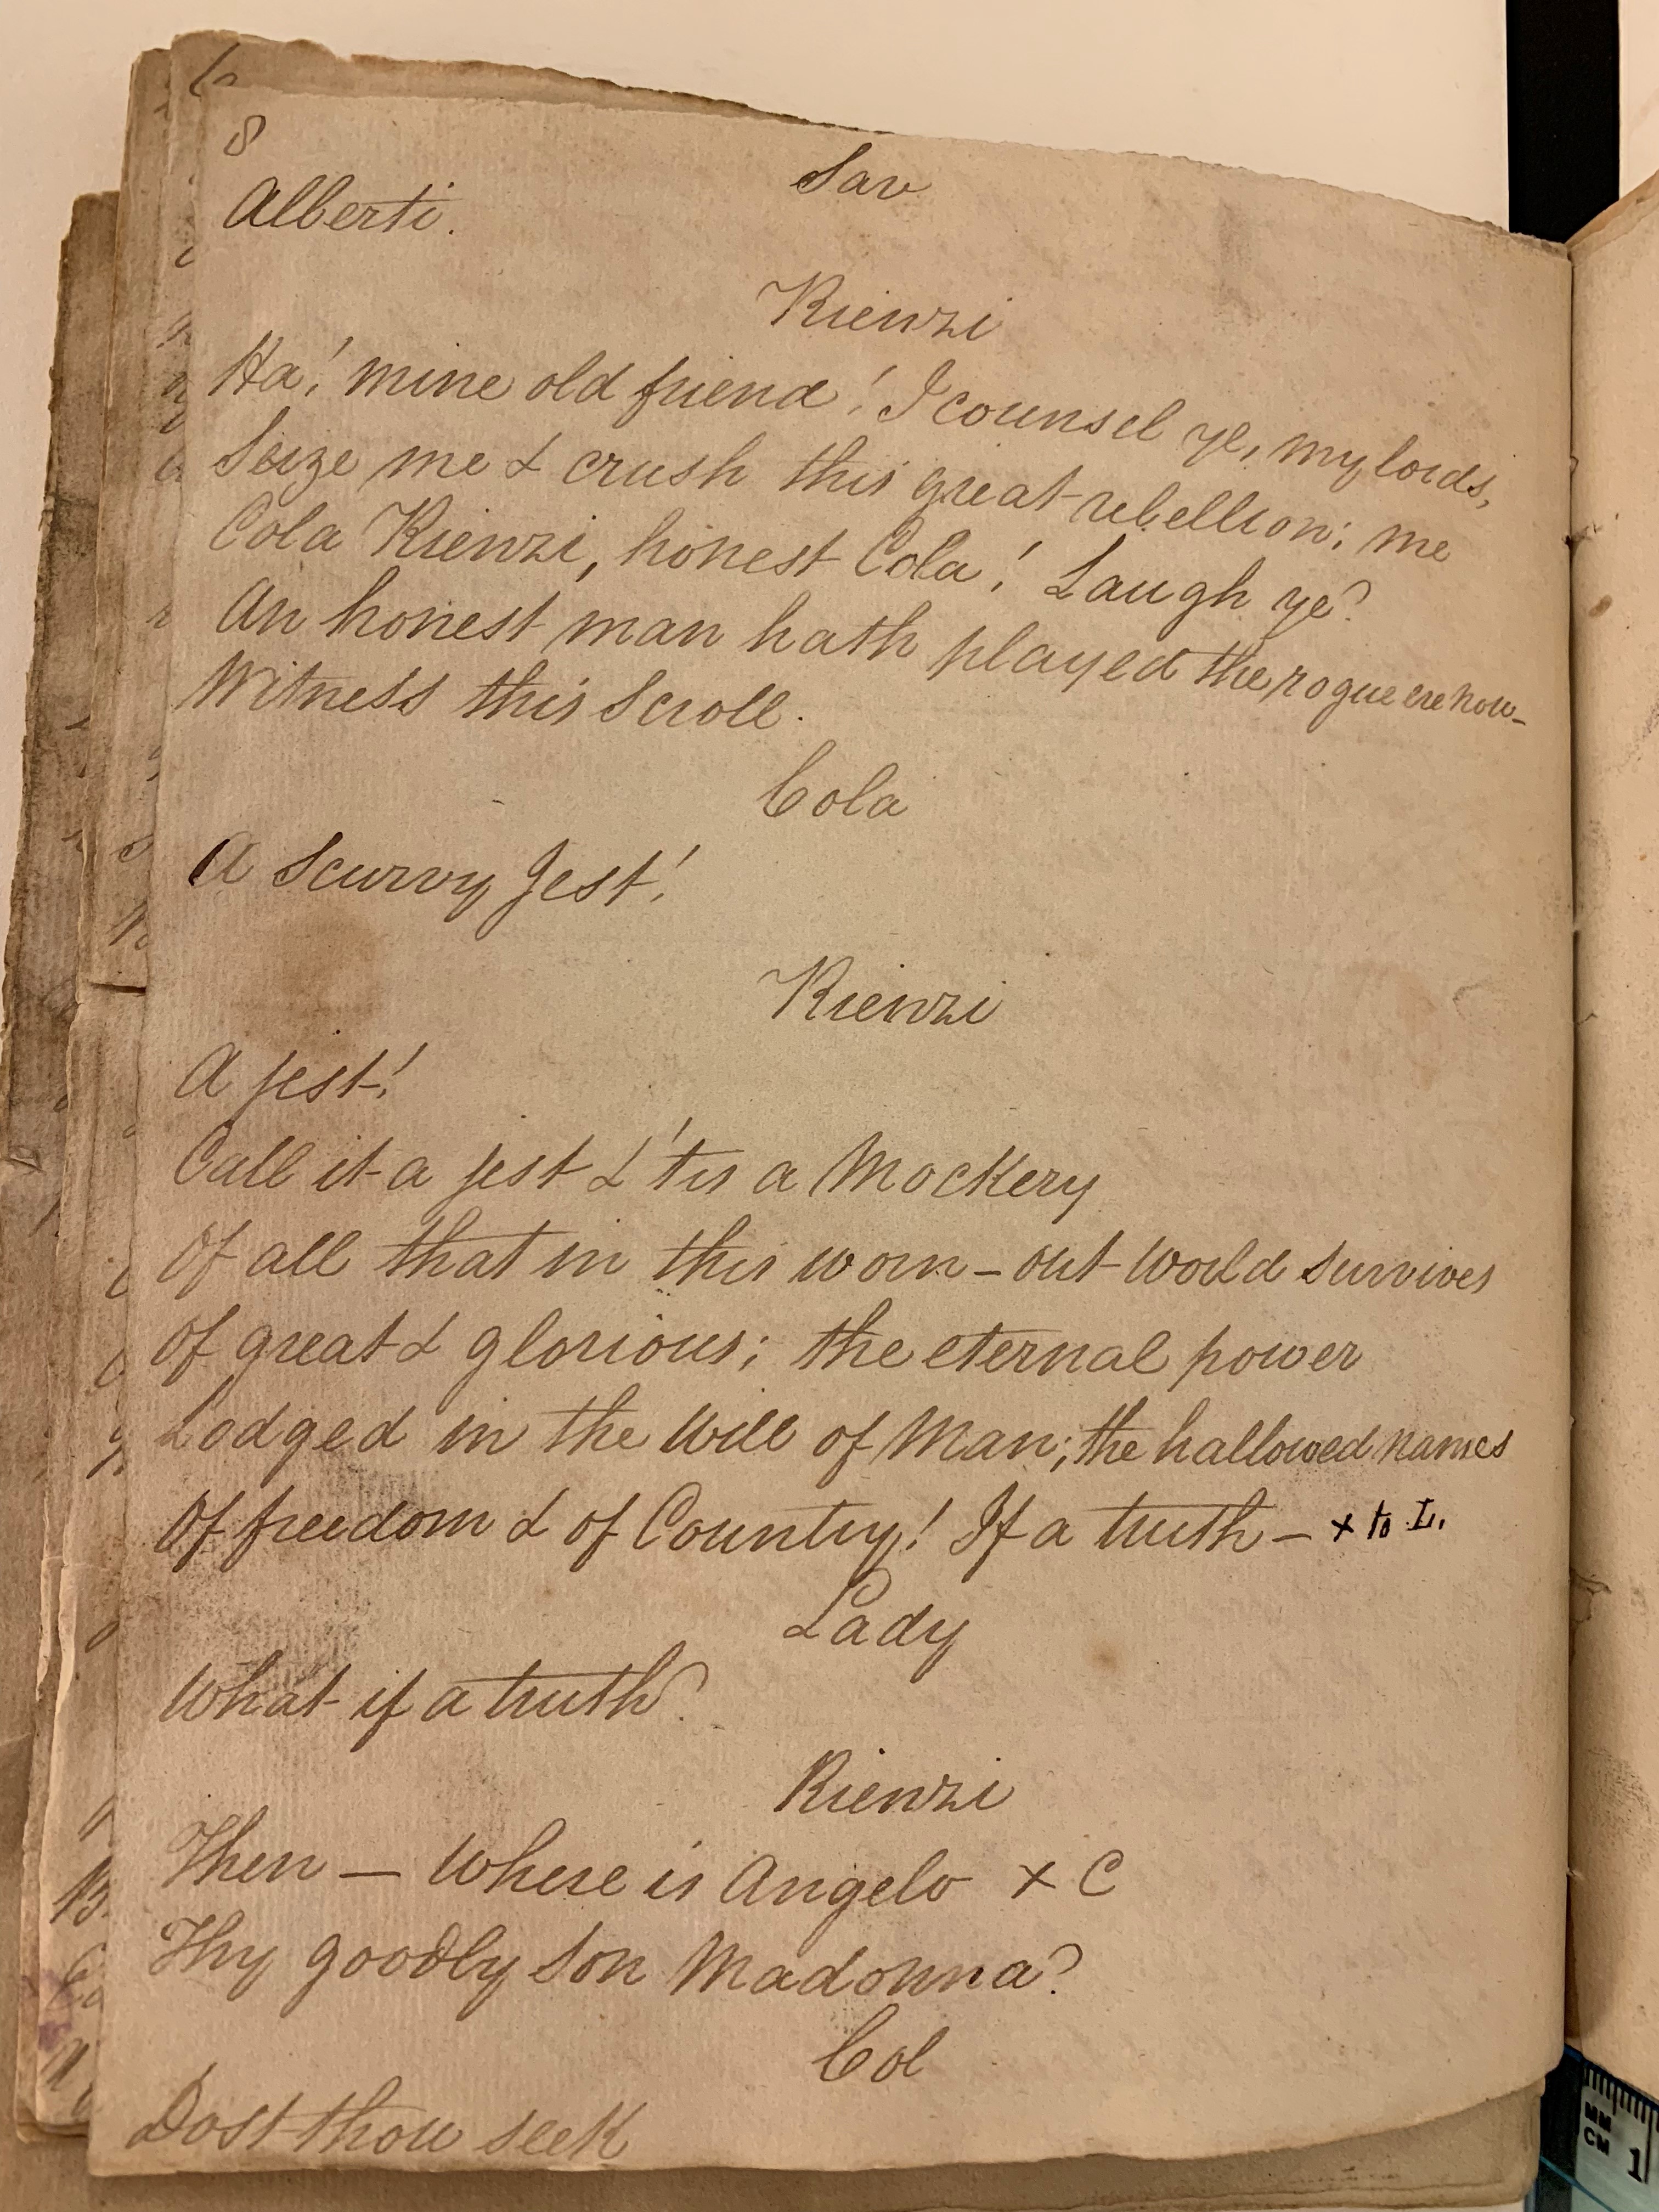 8
Sav
Alberti.
Rienzi
Ha! mine old friend! I counsel ye, my lords,
Seize me & crush this great rebellion; me
Cola Rienzi, honest Cola! Laugh ye?
An honest man hath played the rogue ere now_
Witness this Scroll.
Cola
A Scurvy Jest!
Rienzi
A jest!
Call it a jest & 'tis a Mockery
Of all that in this worn-out world survives
Of great & glorious; the eternal power
Lodged in the Will of Man; the hallowed names
Of freedom & of Country! If a truth — x to L.
Lady
What if a truth?
Rienzi
Then — Where is Angelo x C
Thy goodly Son Madonna?
Col
Dost thou seek